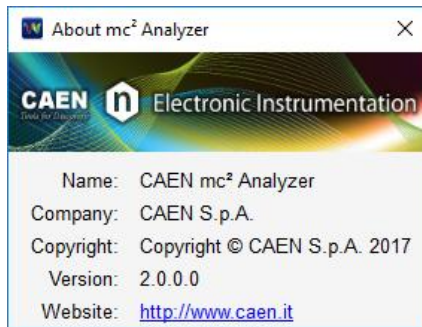 About mc² Analyzer
CAEN n Electronic Instrumentation
Tools for Discovery
Name: CAEN mc² Analyzer
Company: CAEN S.p.A.
Copyright: Copyright © CAEN S.p.A. 2017
Version: 2.0.0.0
Website: http://www.caen.it